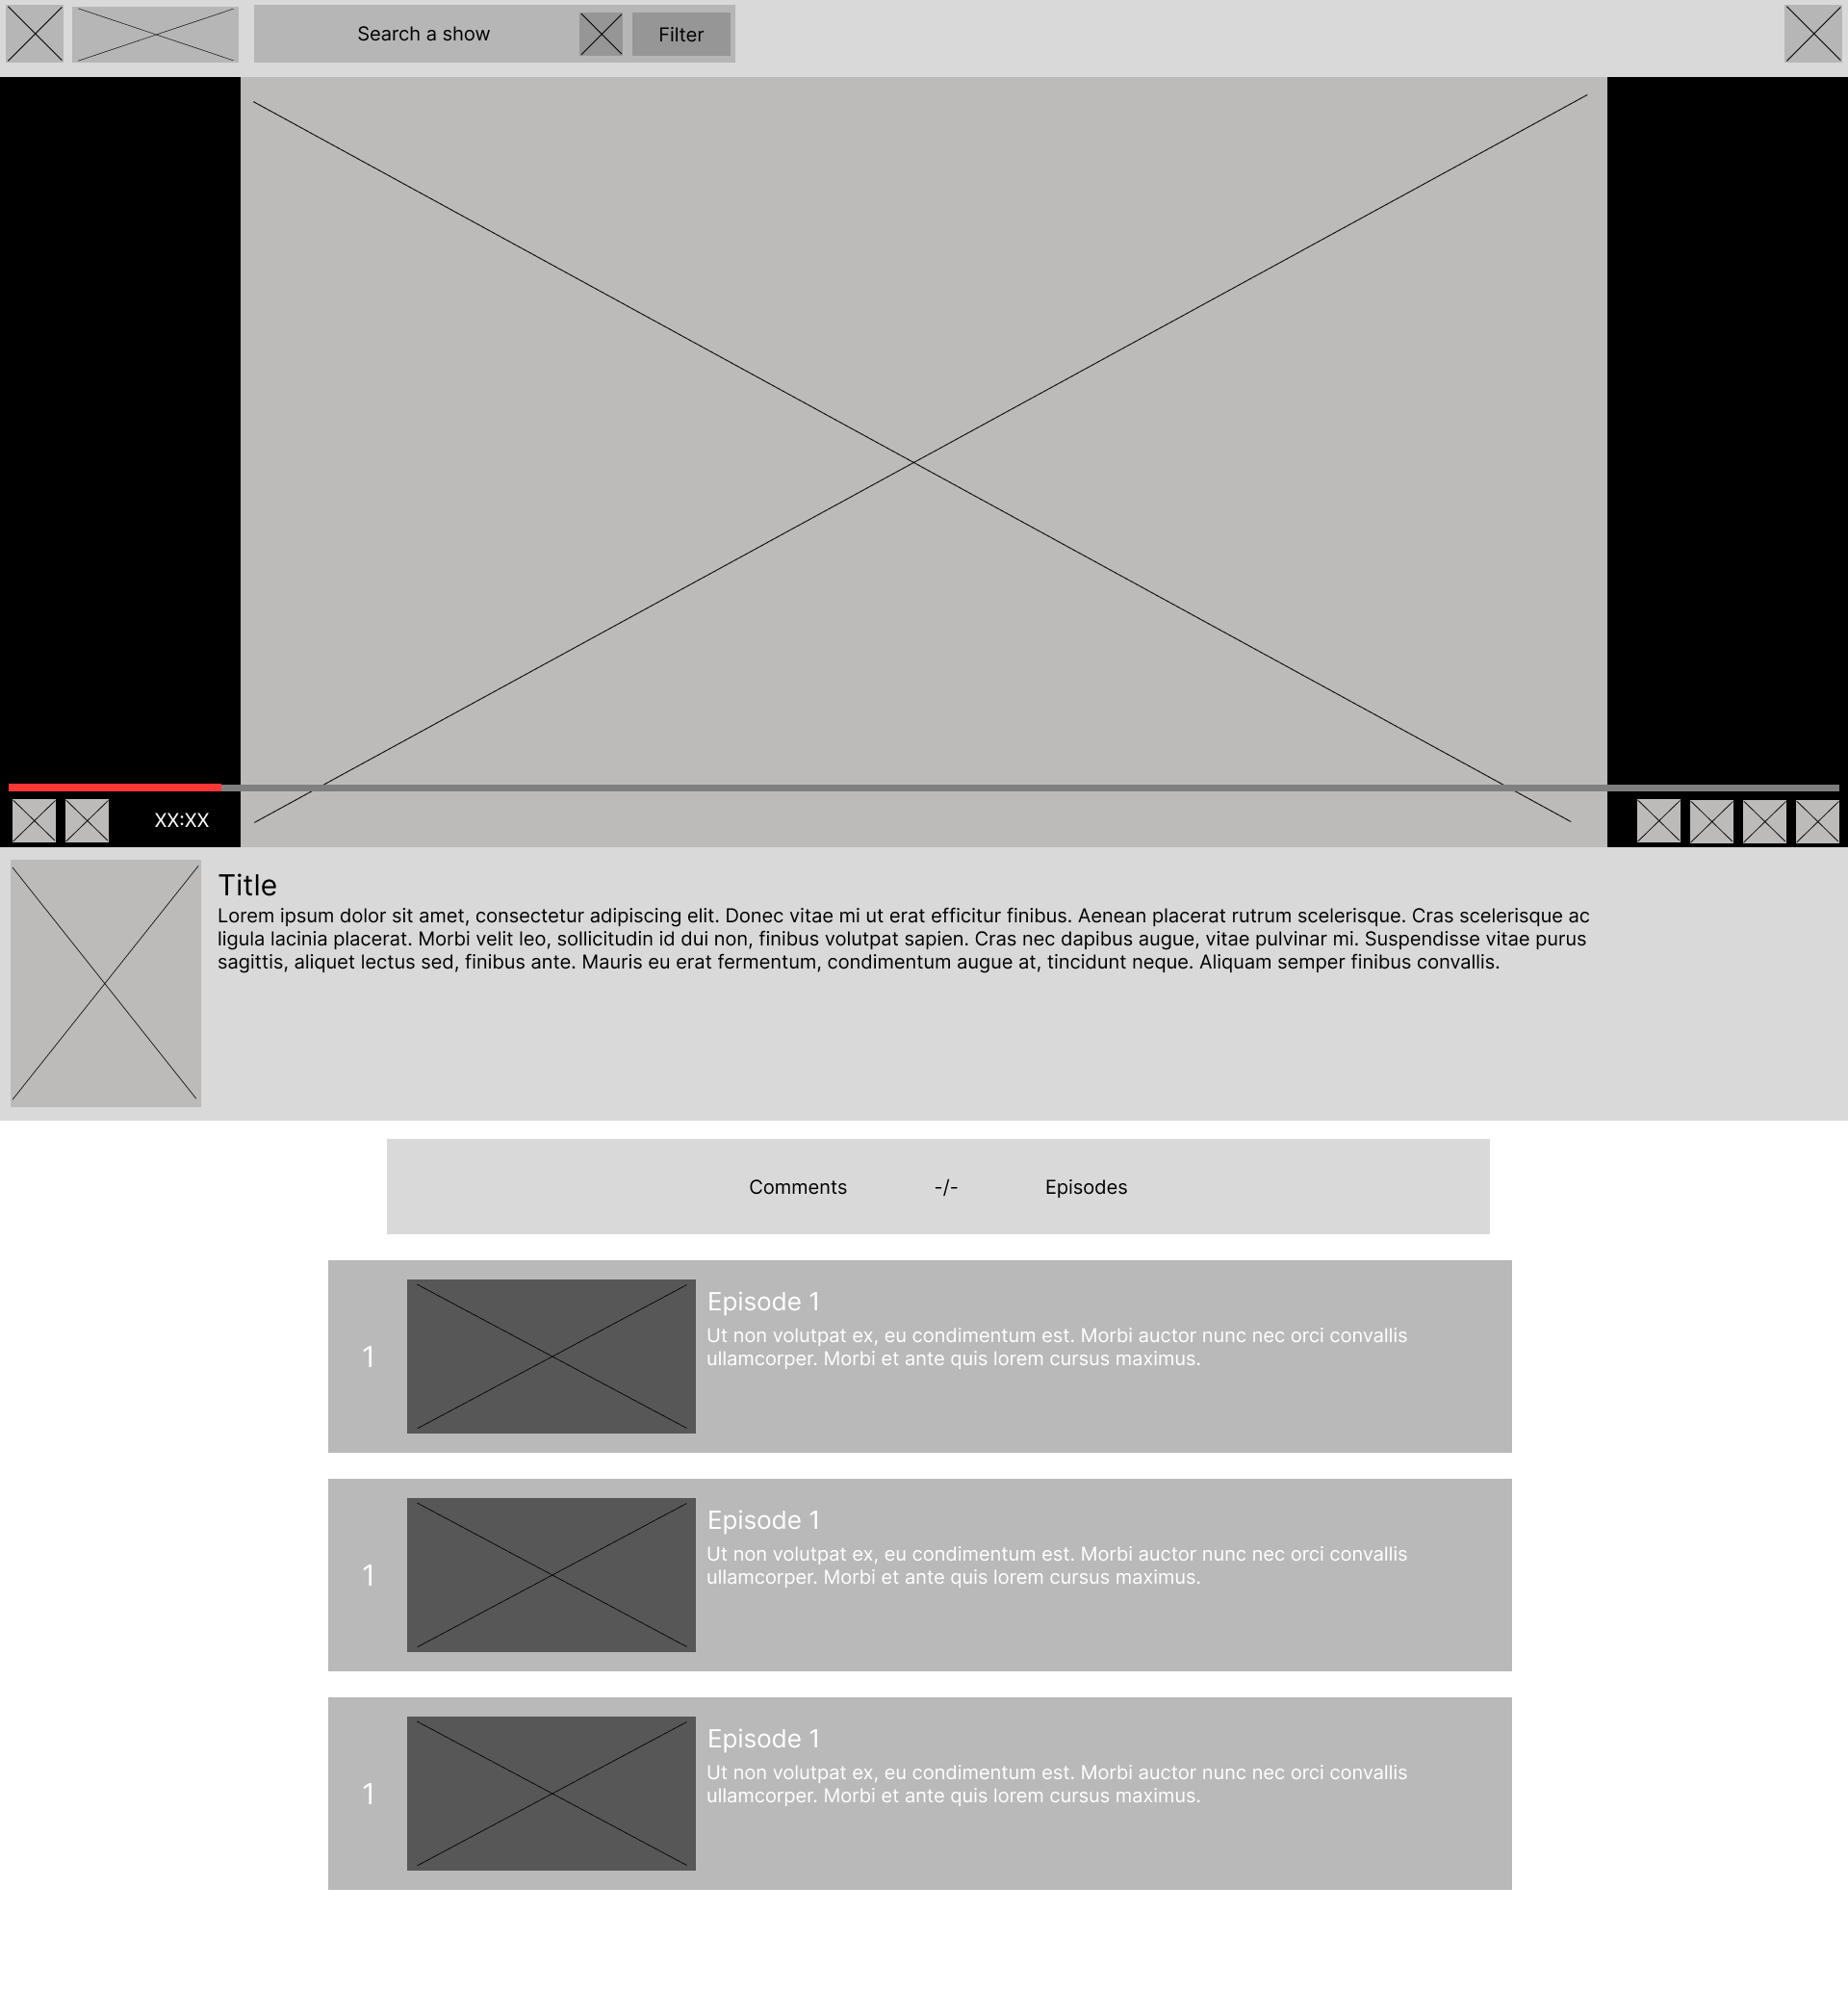 Search a show
Filter
XX:XX
Title
Lorem ipsum dolor sit amet, consectetur adipiscing elit. Donec vitae mi ut erat efficitur finibus. Aenean placerat rutrum scelerisque. Cras scelerisque ac
ligula lacinia placerat. Morbi velit leo, sollicitudin id dui non, finibus volutpat sapien. Cras nec dapibus augue, vitae pulvinar mi. Suspendisse vitae purus
sagittis, aliquet lectus sed, finibus ante. Mauris eu erat fermentum, condimentum augue at, tincidunt neque. Aliquam semper finibus convallis.
Comments -/- Episodes
Episode 1
Ut non volutpat ex, eu condimentum est. Morbi auctor nunc nec orci convallis
1
ullamcorper. Morbi et ante quis lorem cursus maximus.
Episode 1
Ut non volutpat ex, eu condimentum est. Morbi auctor nunc nec orci convallis
1
ullamcorper. Morbi et ante quis lorem cursus maximus.
Episode 1
Ut non volutpat ex, eu condimentum est. Morbi auctor nunc nec orci convallis
1
ullamcorper. Morbi et ante quis lorem cursus maximus.